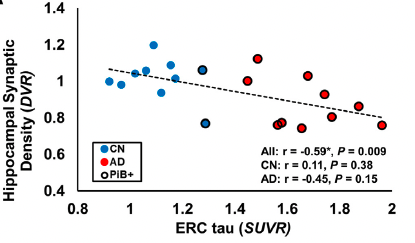 Hippocampal Synaptic
Density (DVR)
1.4
1.2
1
0.8
0.6
0.4
CN
AD
PiB+
All: r = -0.59*, P = 0.009
CN: r = 0.11, P = 0.38
AD: r = -0.45, P = 0.15
0.8
1
1.2
1.4
1.6
1.8
2
ERC tau (SUVR)